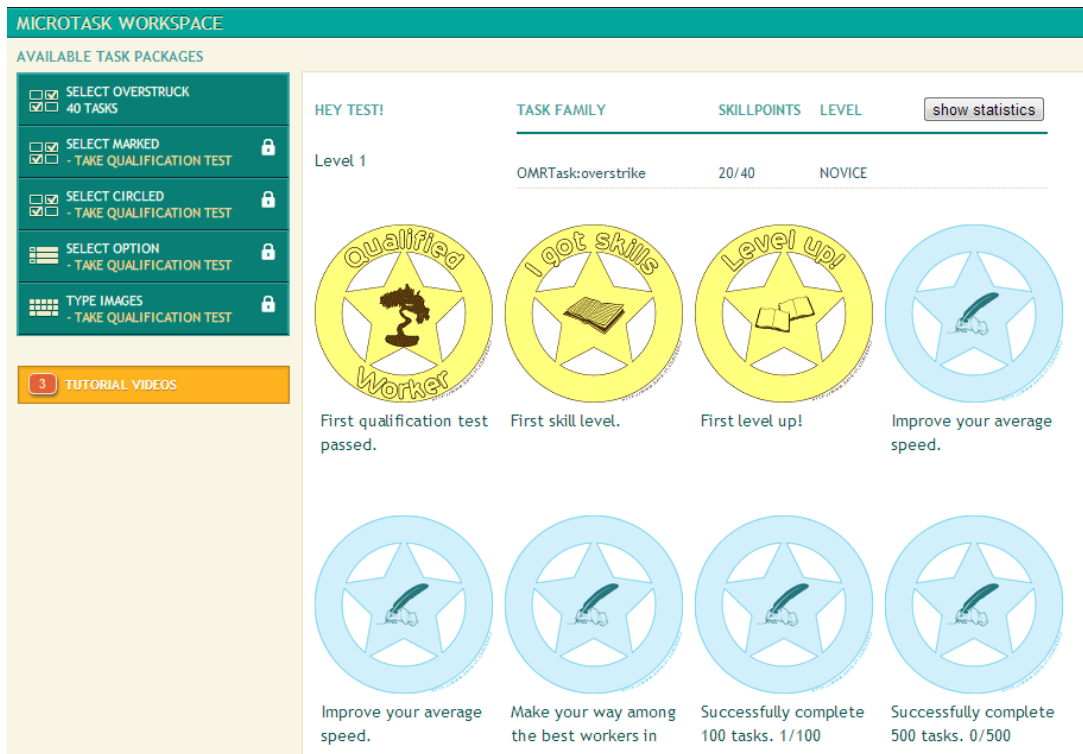 MICROTASK WORKSPACE
AVAILABLE TASK PACKAGES
SELECT OVERSTRUCK
40 TASKS
SELECT MARKED
- TAKE QUALIFICATION TEST
SELECT CIRCLED
- TAKE QUALIFICATION TEST
SELECT OPTION
- TAKE QUALIFICATION TEST
TYPE IMAGES
- TAKE QUALIFICATION TEST
3 TUTORIAL VIDEOS
HEY TEST! TASK FAMILY SKILLPOINTS LEVEL show statistics
Level 1
OMRTask:overstrike 20/40 NOVICE
Qualified
Worker
I got skills
Level up!
First qualification test
passed.
First skill level.
First level up!
Improve your average
speed.
Improve your average
speed.
Make your way among
the best workers in
Successfully complete
100 tasks. 1/100
Successfully complete
500 tasks. 0/500